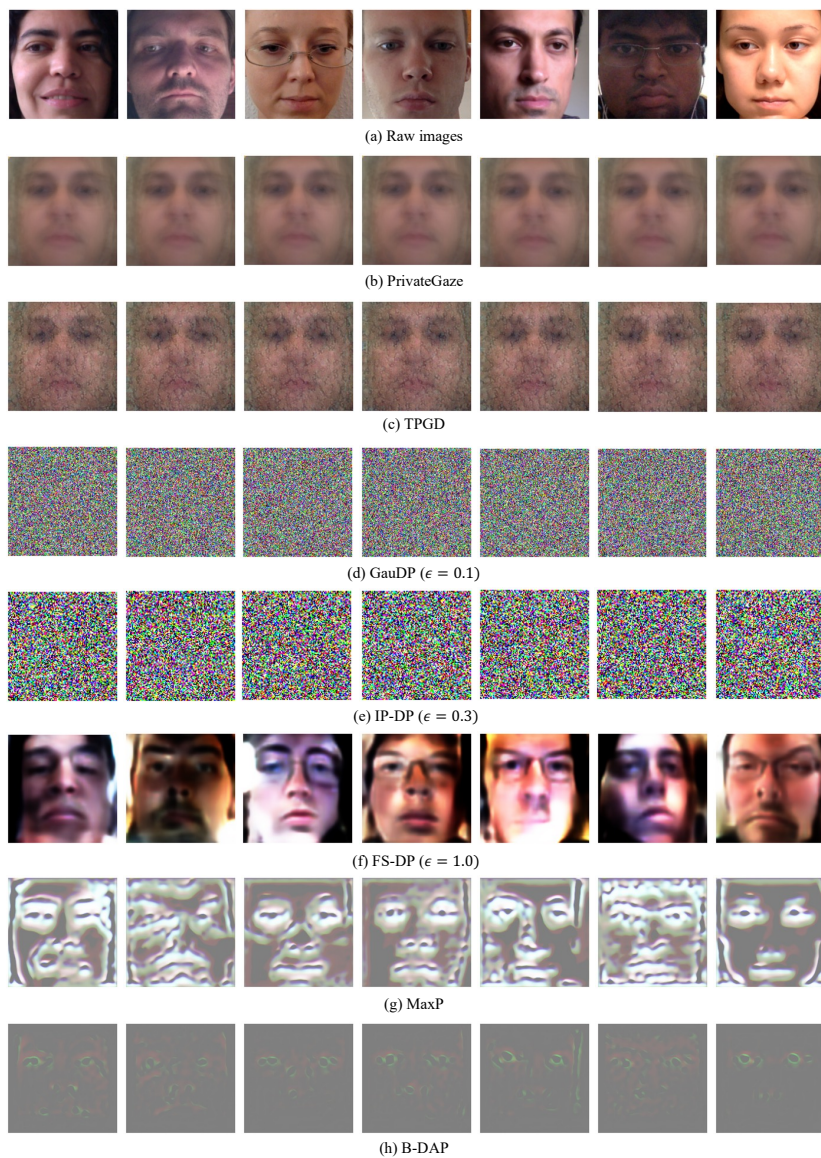 (a) Raw images
(b) PrivateGaze
(c) TPGD
(d) GauDP (𝜖 = 0.1)
(e) IP-DP (𝜖 = 0.3)
(f) FS-DP (𝜖 = 1.0)
(g) MaxP
(h) B-DAP